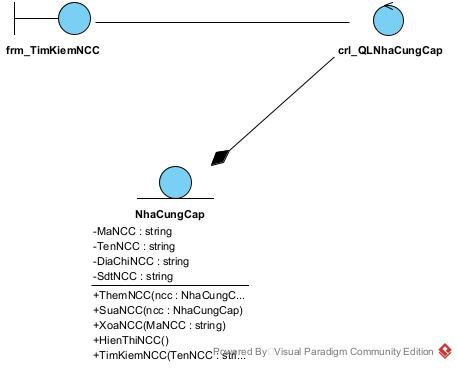 frm_TimKiemNCC
crl_QLNhaCungCap
NhaCungCap
-MaNCC : string
-TenNCC : string
-DiaChiNCC : string
-SdtNCC : string
+ThemNCC(ncc : NhaCungC...
+SuaNCC(ncc : NhaCungCap)
+XoaNCC(MaNCC : string)
+HienThiNCC()
+TimKiemNCC(TenNCC : stri...
Powered By: Visual Paradigm Community Edition